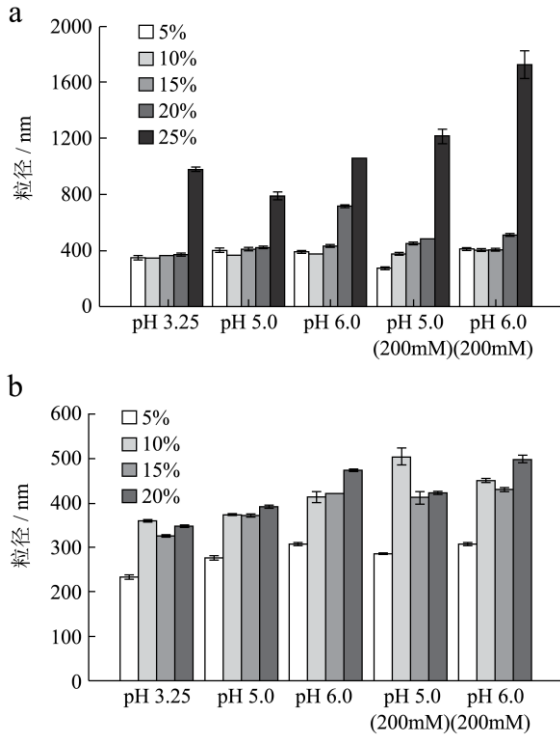 a
2000
1600
1200
800
400
0
粒径 / nm
5%
10%
15%
20%
25%
pH 3.25
pH 5.0
pH 6.0
pH 5.0
(200mM)
pH 6.0
(200mM)
b
600
500
400
300
200
100
0
粒径 / nm
5%
10%
15%
20%
pH 3.25
pH 5.0
pH 6.0
pH 5.0
(200mM)
pH 6.0
(200mM)